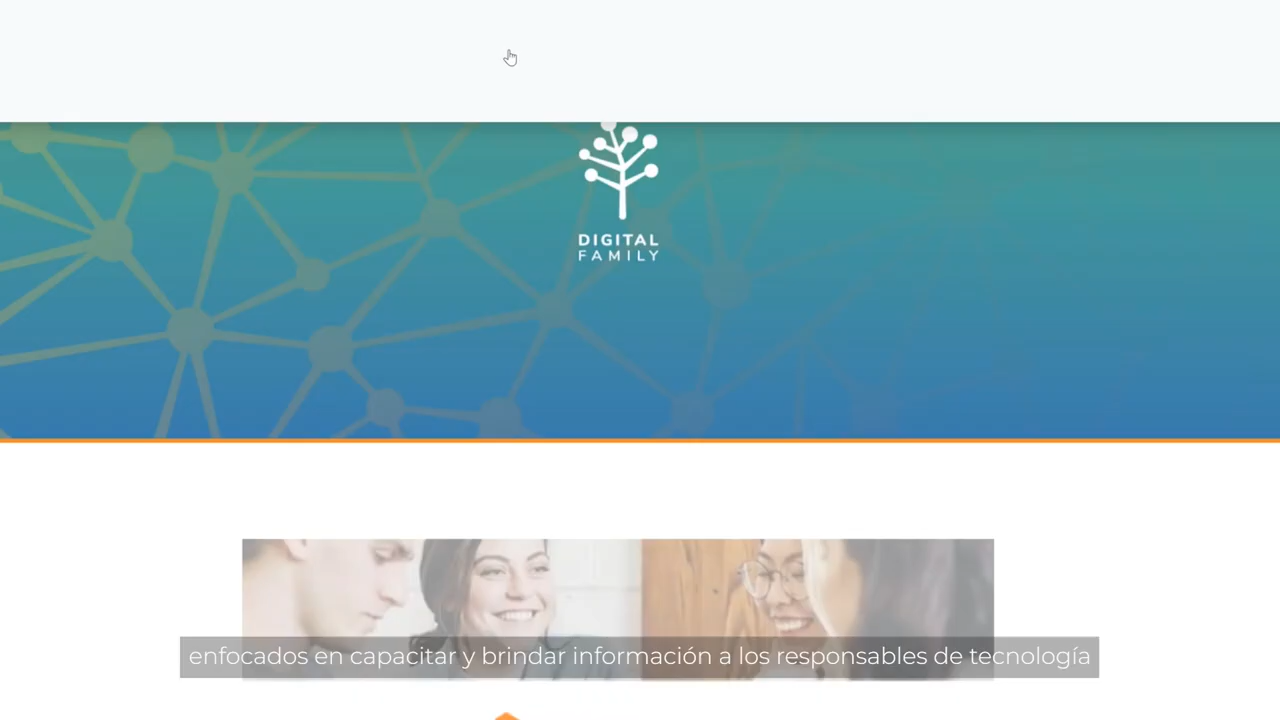 DIGITAL
FAMILY
enfocados en capacitar y brindar información a los responsables de tecnología